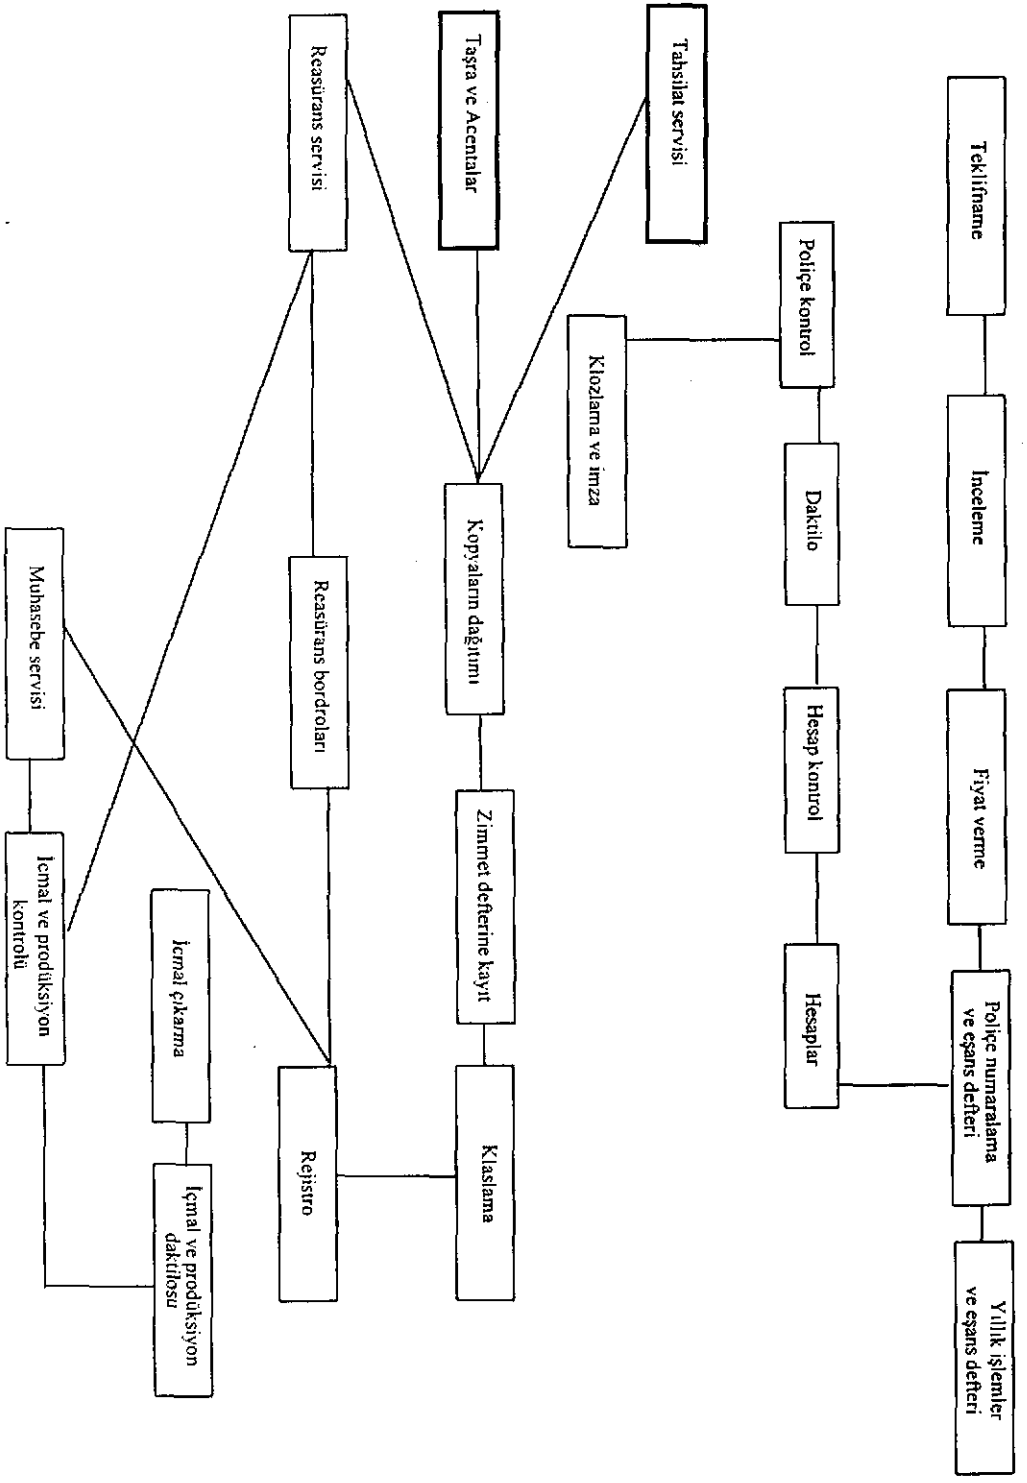 Teklifname
İnceleme
Fiyat verme
Poliçe numaralama
ve eşans defteri
Yıllık işlemler
ve eşans defteri
Poliçe kontrol
Daktilo
Hesap kontrol
Hesaplar
Tahsilat servisi
Klozlama ve imza
Taşra ve Acentalar
Kopyaların dağıtımı
Zimmet defterine kayıt
Klaslama
Reasürans servisi
Reasürans bordroları
Rejistro
İcmal çıkarma
İçmal ve prodüksiyon
daktilosu
Muhasebe servisi
İcmal ve prodüksiyon
kontrolü